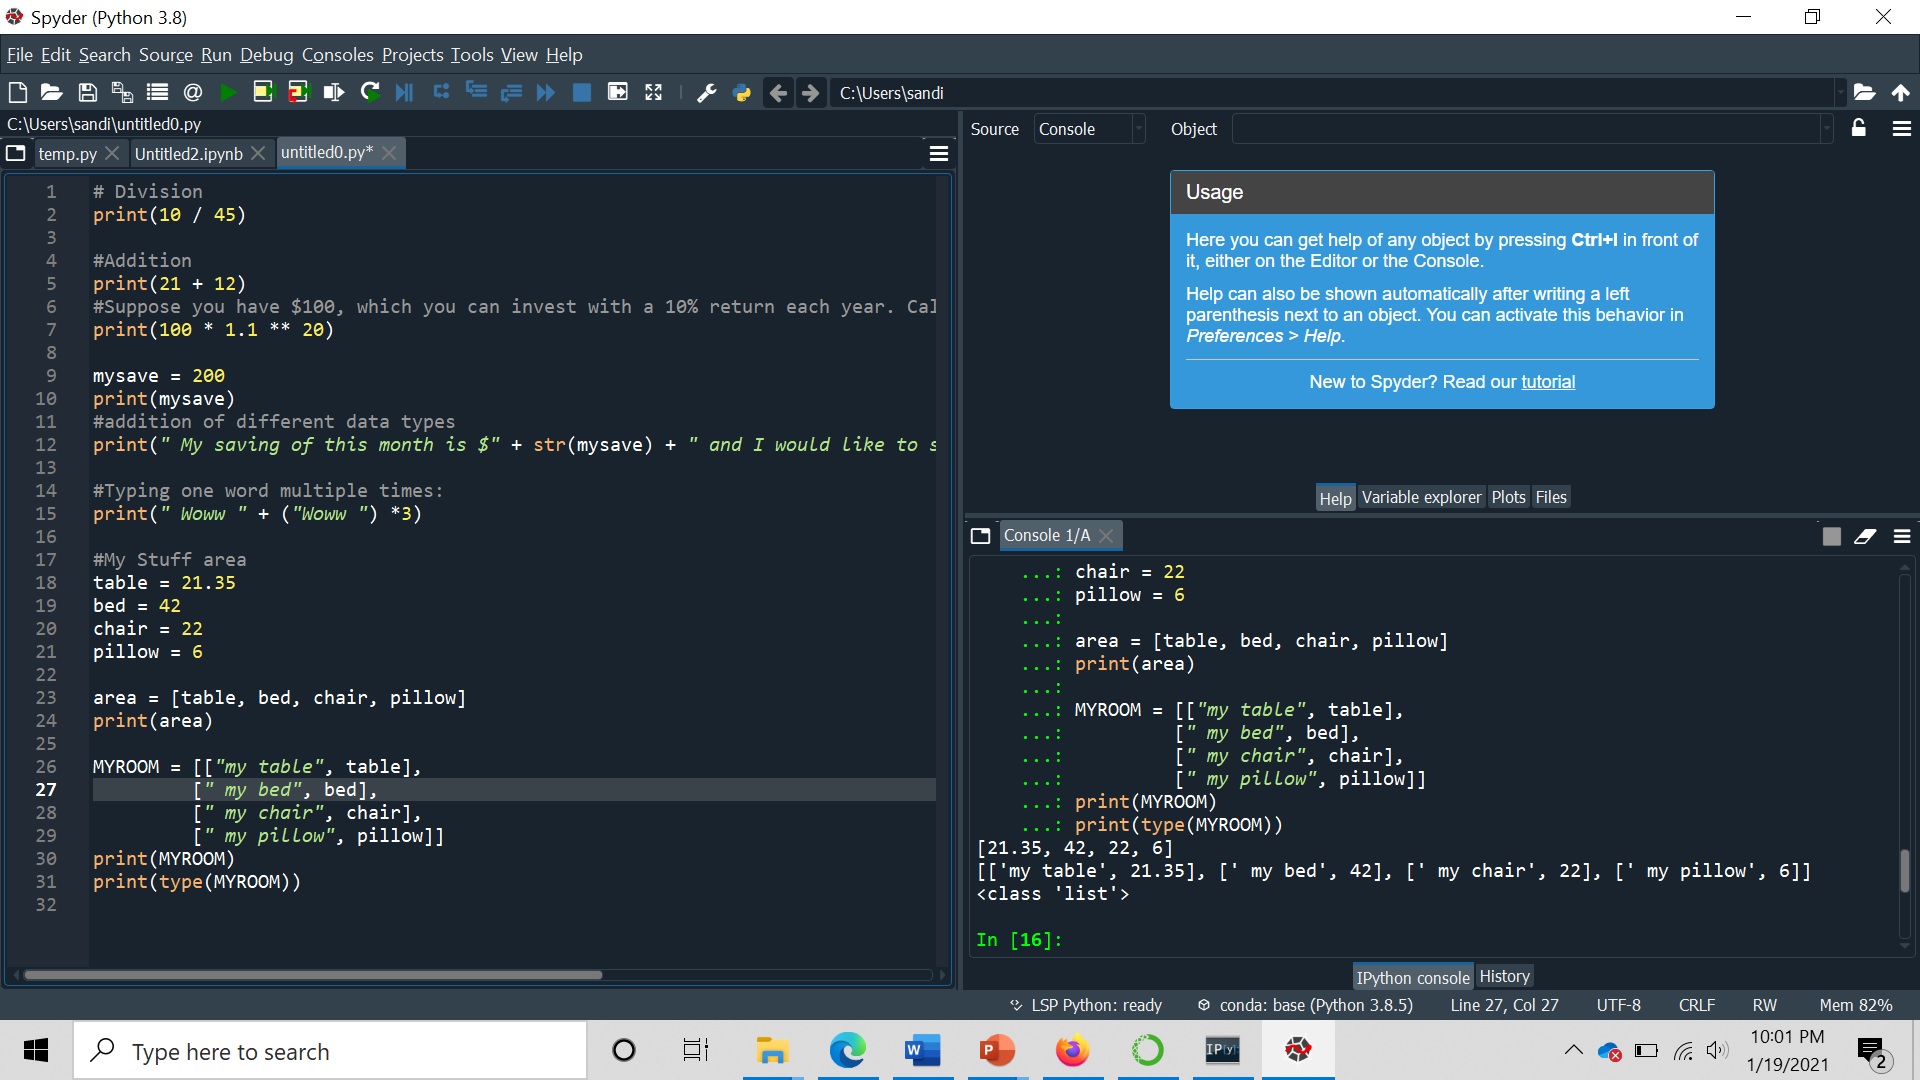 Spyder (Python 3.8)
File Edit Search Source Run Debug Consoles Projects Tools View Help
C:\Users\sandi
C:\Users\sandi\untitled0.py
temp.py Untitled2.ipynb untitled0.py*
1 # Division
2 print(10 / 45)
3
4 #Addition
5 print(21 + 12)
6 #Suppose you have $100, which you can invest with a 10% return each year. Cal
7 print(100 * 1.1 ** 20)
8
9 mysave = 200
10 print(mysave)
11 #addition of different data types
12 print(" My saving of this month is $" + str(mysave) + " and I would like to s
13
14 #Typing one word multiple times:
15 print(" Woww " + ("Woww ") *3)
16
17 #My Stuff area
18 table = 21.35
19 bed = 42
20 chair = 22
21 pillow = 6
22
23 area = [table, bed, chair, pillow]
24 print(area)
25
26 MYROOM = [["my table", table],
27 [" my bed", bed],
28 [" my chair", chair],
29 [" my pillow", pillow]]
30 print(MYROOM)
31 print(type(MYROOM))
32
Source Console Object
Usage
Here you can get help of any object by pressing Ctrl+I in front of
it, either on the Editor or the Console.
Help can also be shown automatically after writing a left
parenthesis next to an object. You can activate this behavior in
Preferences > Help.
New to Spyder? Read our tutorial
Help Variable explorer Plots Files
Console 1/A
...: chair = 22
...: pillow = 6
...:
...: area = [table, bed, chair, pillow]
...: print(area)
...:
...: MYROOM = [["my table", table],
...: [" my bed", bed],
...: [" my chair", chair],
...: [" my pillow", pillow]]
...: print(MYROOM)
...: print(type(MYROOM))
[21.35, 42, 22, 6]
[['my table', 21.35], [' my bed', 42], [' my chair', 22], [' my pillow', 6]]
<class 'list'>
In [16]:
IPython console History
LSP Python: ready conda: base (Python 3.8.5) Line 27, Col 27 UTF-8 CRLF RW Mem 82%
Type here to search
W
P
IP[y]:
10:01 PM
1/19/2021
2